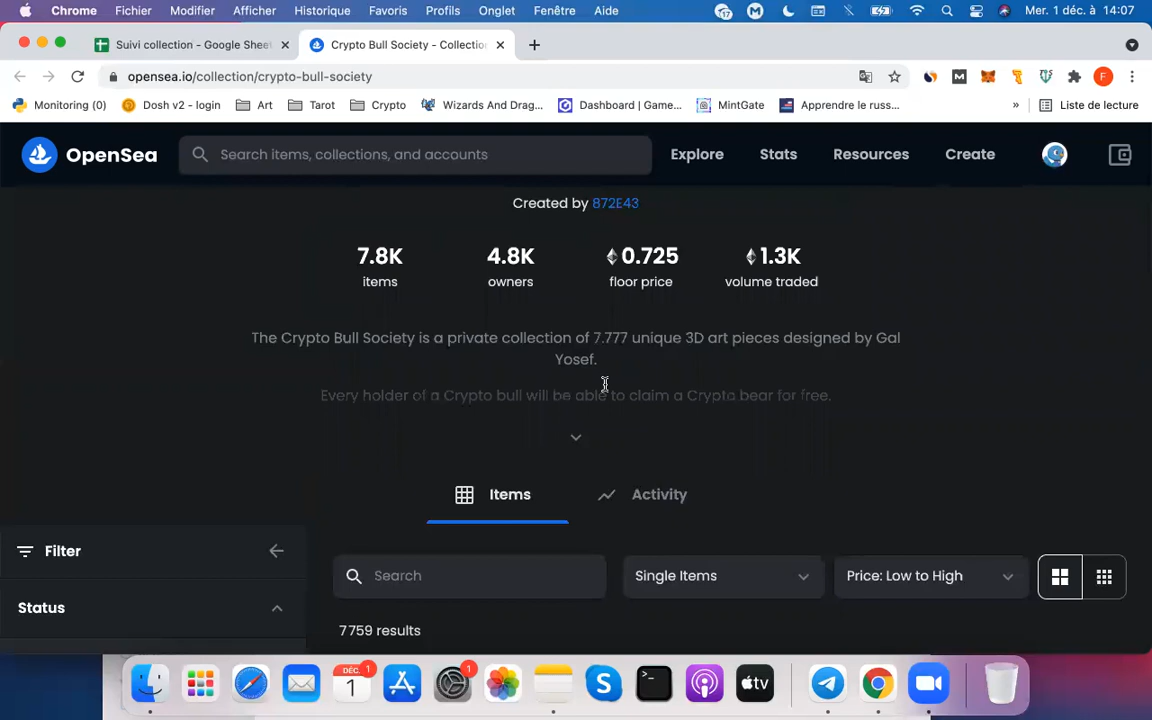 Chrome Fichier Modifier Afficher Historique Favoris Profils Onglet Fenêtre Aide 17 Mer. 1 déc. à 14:07
Suivi collection - Google Sheet Crypto Bull Society - Collection
opensea.io/collection/crypto-bull-society
Monitoring (0) Dosh v2 - login Art Tarot Crypto Wizards And Drag... Dashboard | Game... MintGate Apprendre le russ... » Liste de lecture
OpenSea Search items, collections, and accounts Explore Stats Resources Create
Created by 872E43
7.8K 4.8K 0.725 1.3K
items owners floor price volume traded
The Crypto Bull Society is a private collection of 7.777 unique 3D art pieces designed by Gal
Yosef.
Every holder of a Crypto bull will be able to claim a Crypto bear for free.
Items Activity
Filter Search Single Items Price: Low to High
Status
7 759 results
DÉC. 1 1 1 tv